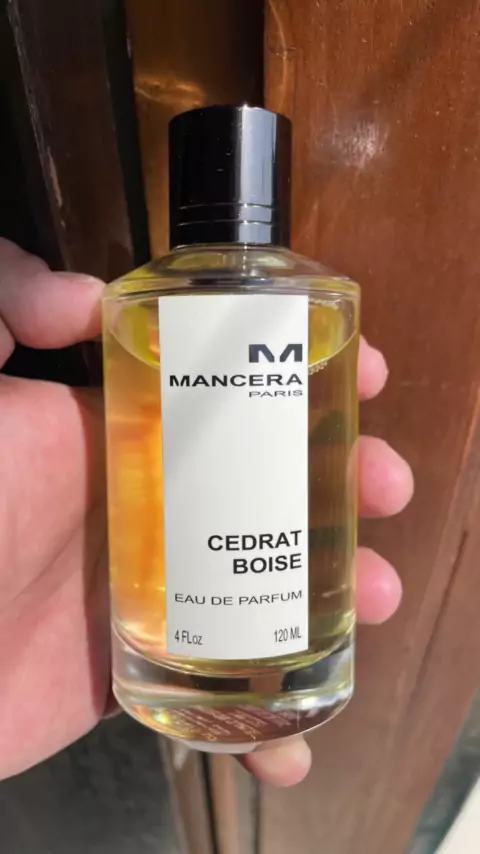 M
MANCERA
PARIS
CEDRAT
BOISE
EAU DE PARFUM
4 FLoz 120 ML